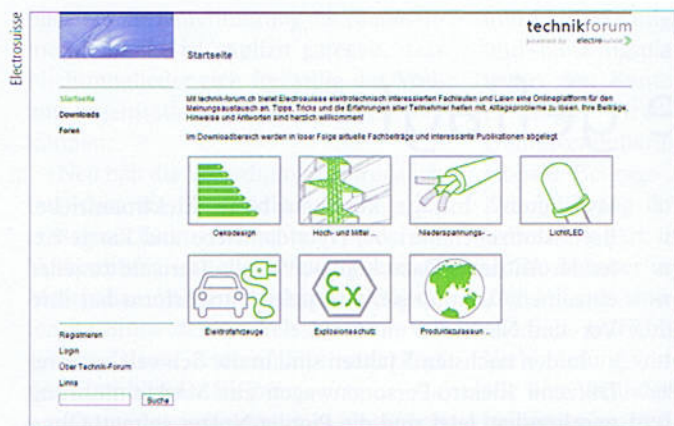 Electrosuisse
technikforum
powered by electrosuisse
Startseite
Startseite
Downloads
Foren
Mit technik-forum.ch bietet Electrosuisse elektrotechnisch interessierten Fachleuten und Laien eine Onlineplattform für den
Meinungsaustausch an. Tipps, Tricks und die Erfahrungen aller Teilnehmer helfen mit, Alltagsprobleme zu lösen. Ihre Beiträge,
Hinweise und Antworten sind herzlich willkommen!
Im Downloadbereich werden in loser Folge aktuelle Fachbeiträge und interessante Publikationen abgelegt.
Oekodesign
Hoch- und Mittel ...
Niederspannungs- ...
Licht/LED
Ex
Elektrofahrzeuge
Explosionsschutz
Registrieren
Login
Über Technik-Forum
Links
Suche